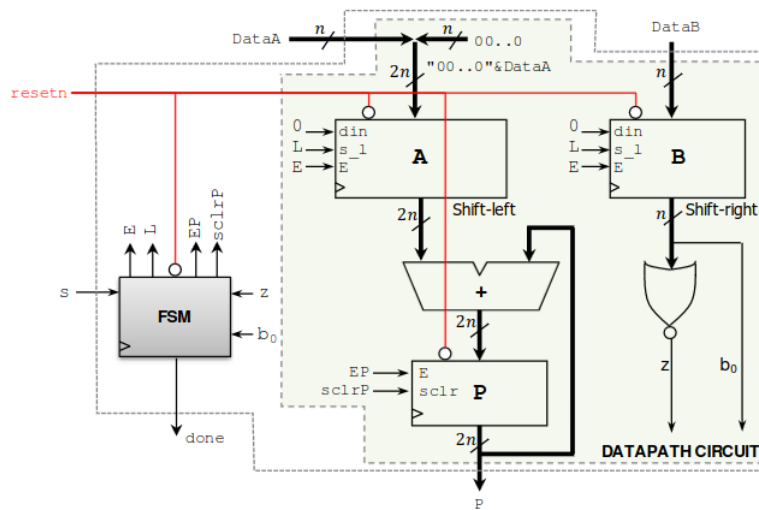 DataA
n
n
00..0
DataB
2n
"00..0"&DataA
n
resetn
0
din
L
s_l
E
E
A
0
din
L
s_l
E
E
B
2n
Shift-left
n
Shift-right
E
L
EP
sclrP
s
FSM
z
b0
+
2n
EP
E
sclrP
sclr
P
z
b0
done
2n
DATAPATH CIRCUIT
P